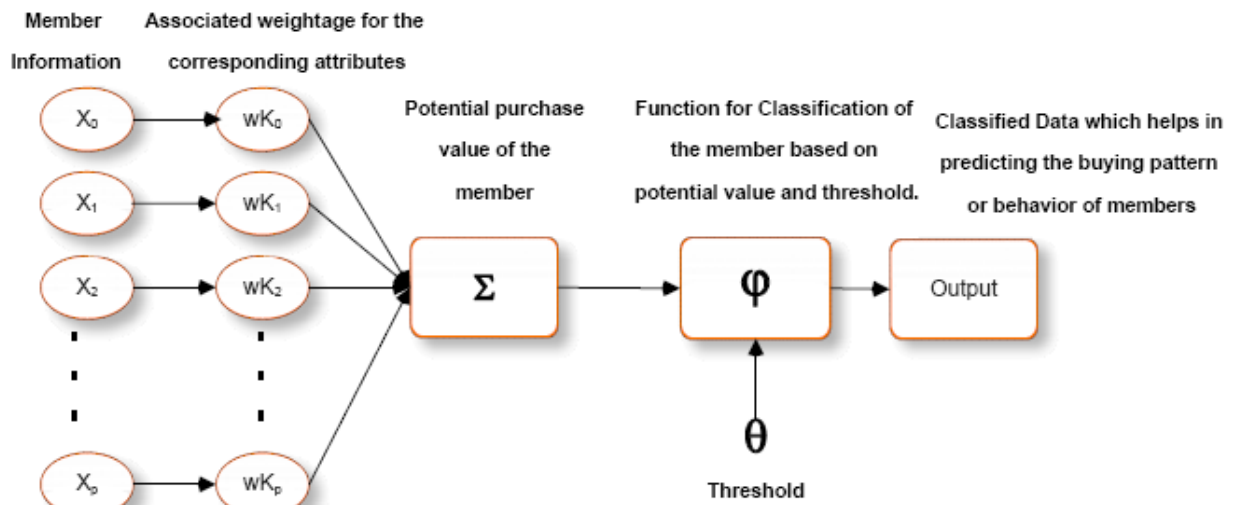 Member
Information
Associated weightage for the
corresponding attributes
X₀
wK₀
X₁
wK₁
X₂
wK₂
Xₚ
wKₚ
Potential purchase
value of the
member
Σ
Function for Classification of
the member based on
potential value and threshold.
φ
θ
Threshold
Classified Data which helps in
predicting the buying pattern
or behavior of members
Output